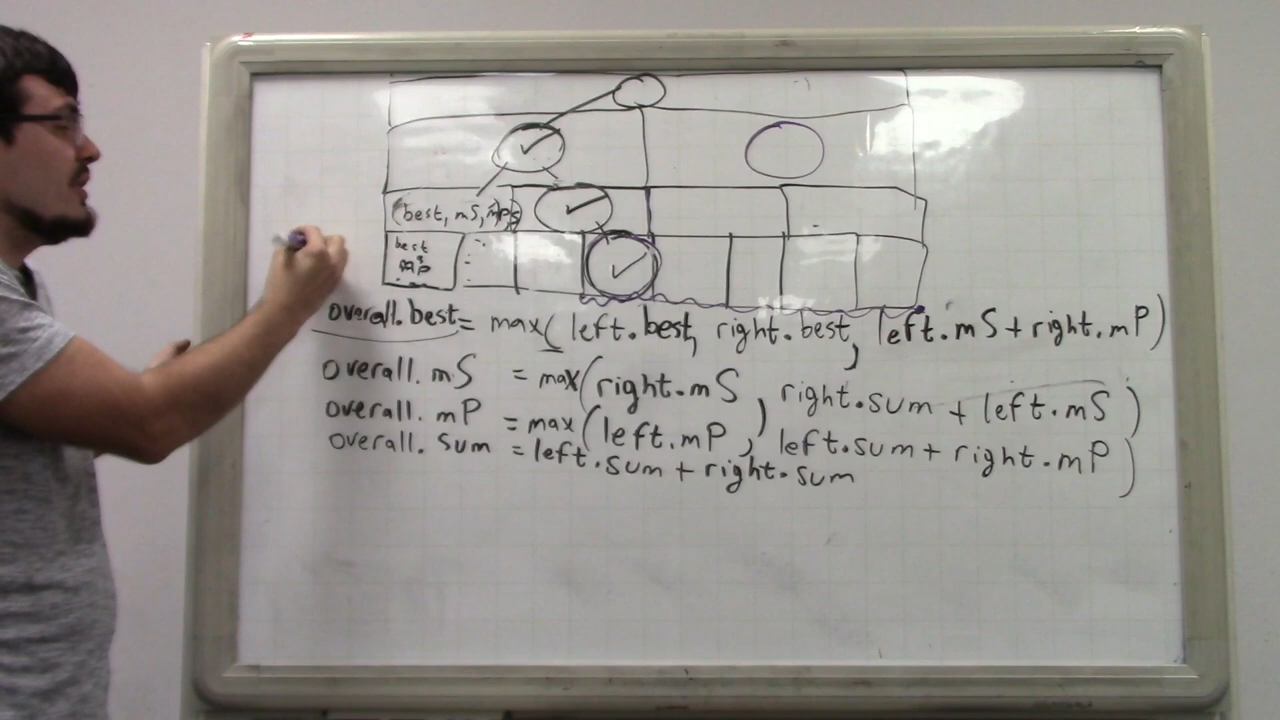 (best, mS, mP, s)
best
mS
mP
overall.best = max( left.best, right.best, left.mS + right.mP )
overall.mS = max( right.mS , right.sum + left.mS )
overall.mP = max( left.mP , left.sum + right.mP )
overall.sum = left.sum + right.sum